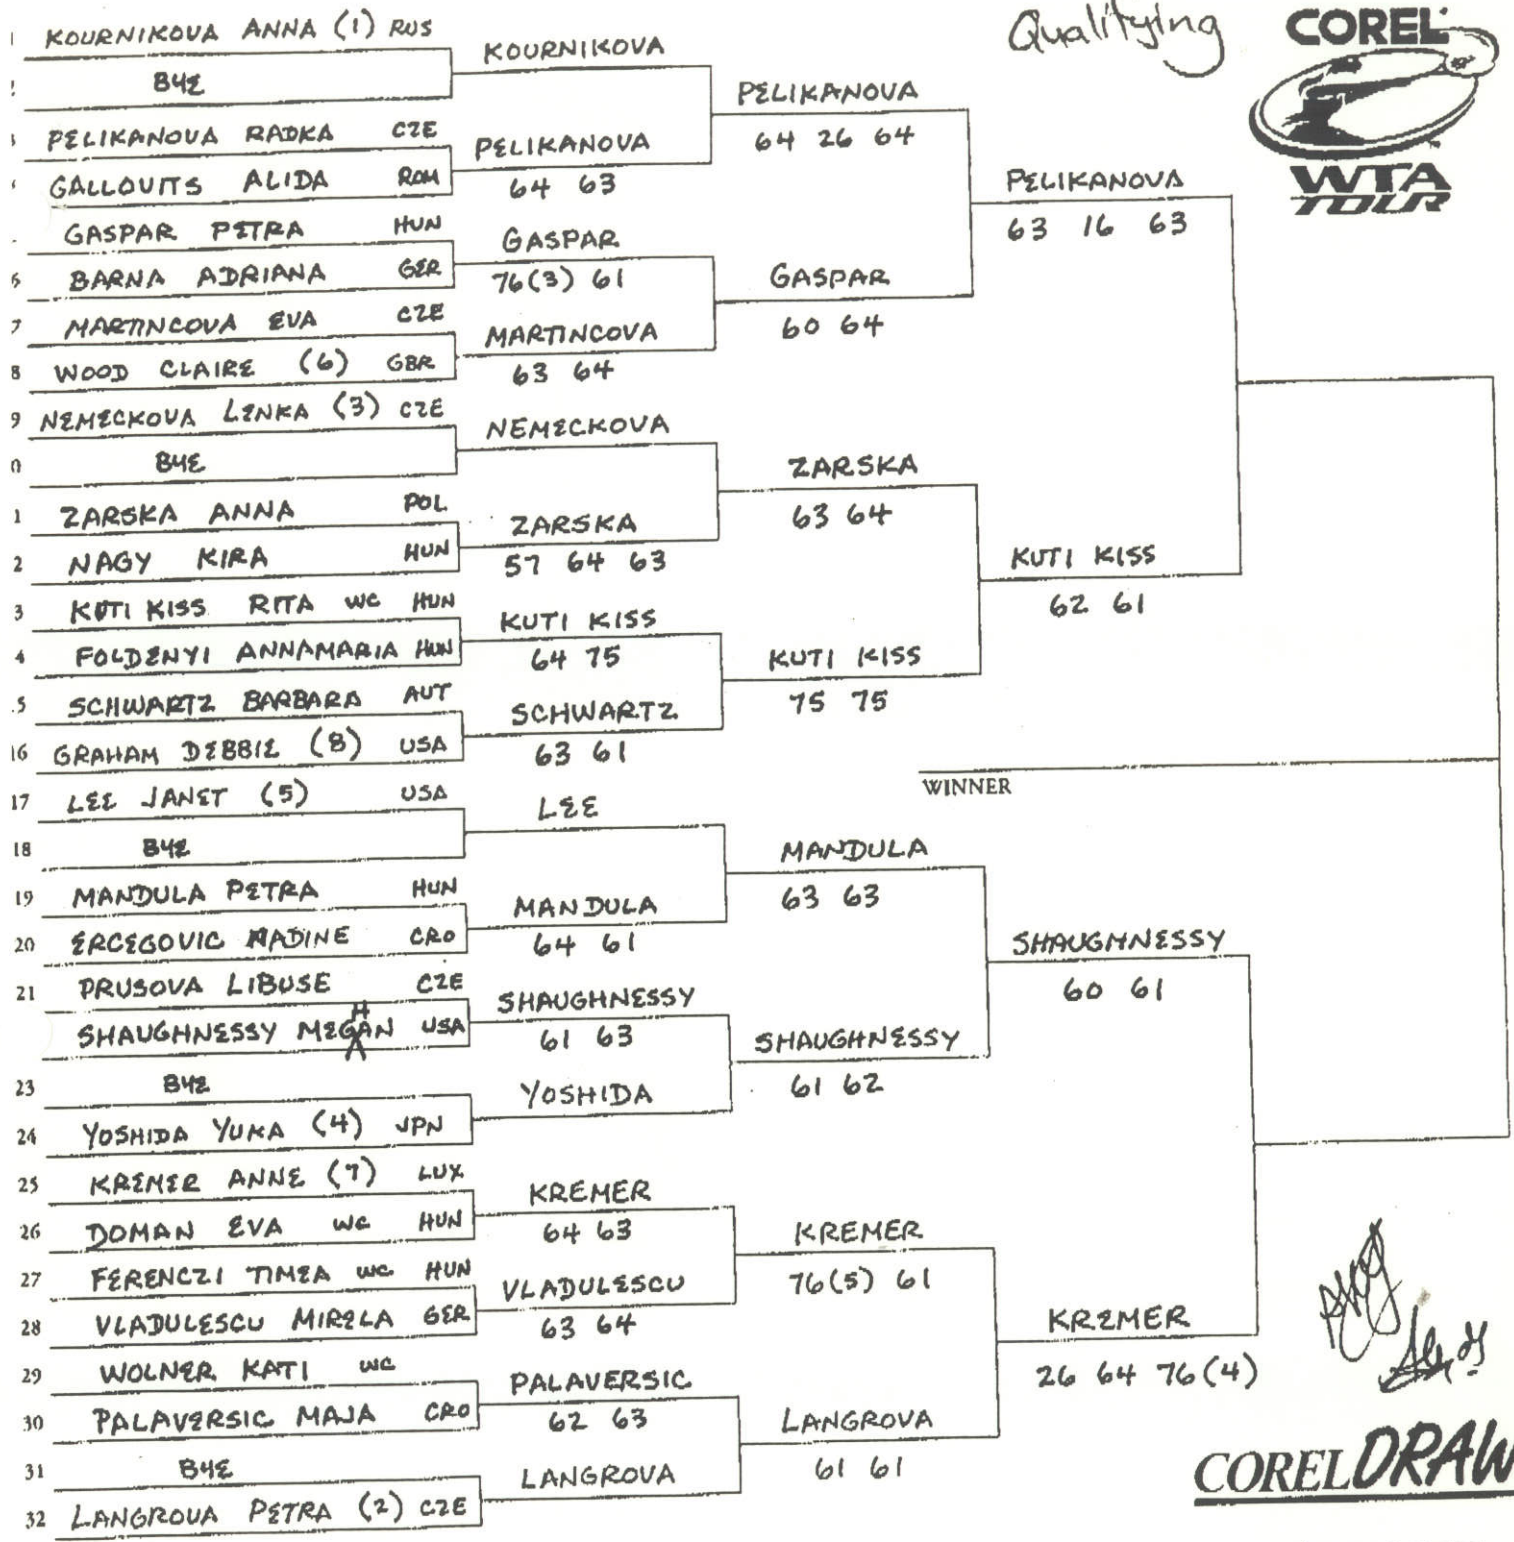 Qualifying
COREL
WTA
TOUR
KOURNIKOVA ANNA (1) RUS
BYE
PELIKANOVA RADKA CZE
GALLOVITS ALIDA ROM
GASPAR PETRA HUN
BARNA ADRIANA GER
7 MARTINCOVA EVA CZE
8 WOOD CLAIRE (6) GBR
9 NEMECKOVA LENKA (3) CZE
0 BYE
1 ZARSKA ANNA POL
2 NAGY KIRA HUN
3 KUTI KISS RITA WC HUN
4 FOLDENYI ANNAMARIA HUN
5 SCHWARTZ BARBARA AUT
16 GRAHAM DEBBIE (8) USA
17 LEE JANET (5) USA
18 BYE
19 MANDULA PETRA HUN
20 ERCEGOVIC NADINE CRO
21 PRUSOVA LIBUSE CZE
SHAUGHNESSY MEGHAN USA
23 BYE
24 YOSHIDA YUKA (4) JPN
25 KREMER ANNE (7) LUX
26 DOMAN EVA WC HUN
27 FERENCZI TIMEA WC HUN
28 VLADULESCU MIRELA GER
29 WOLNER KATI WC
30 PALAVERSIC MAJA CRO
31 BYE
32 LANGROVA PETRA (2) CZE
KOURNIKOVA
PELIKANOVA
64 63
GASPAR
76(3) 61
MARTINCOVA
63 64
NEMECKOVA
ZARSKA
57 64 63
KUTI KISS
64 75
SCHWARTZ
63 61
LEE
MANDULA
64 61
SHAUGHNESSY
61 63
YOSHIDA
KREMER
64 63
VLADULESCU
63 64
PALAVERSIC
62 63
LANGROVA
PELIKANOVA
64 26 64
GASPAR
60 64
ZARSKA
63 64
KUTI KISS
75 75
MANDULA
63 63
SHAUGHNESSY
61 62
KREMER
76(5) 61
LANGROVA
61 61
PELIKANOVA
63 16 63
KUTI KISS
62 61
SHAUGHNESSY
60 61
KREMER
26 64 76(4)
WINNER
COREL DRAW